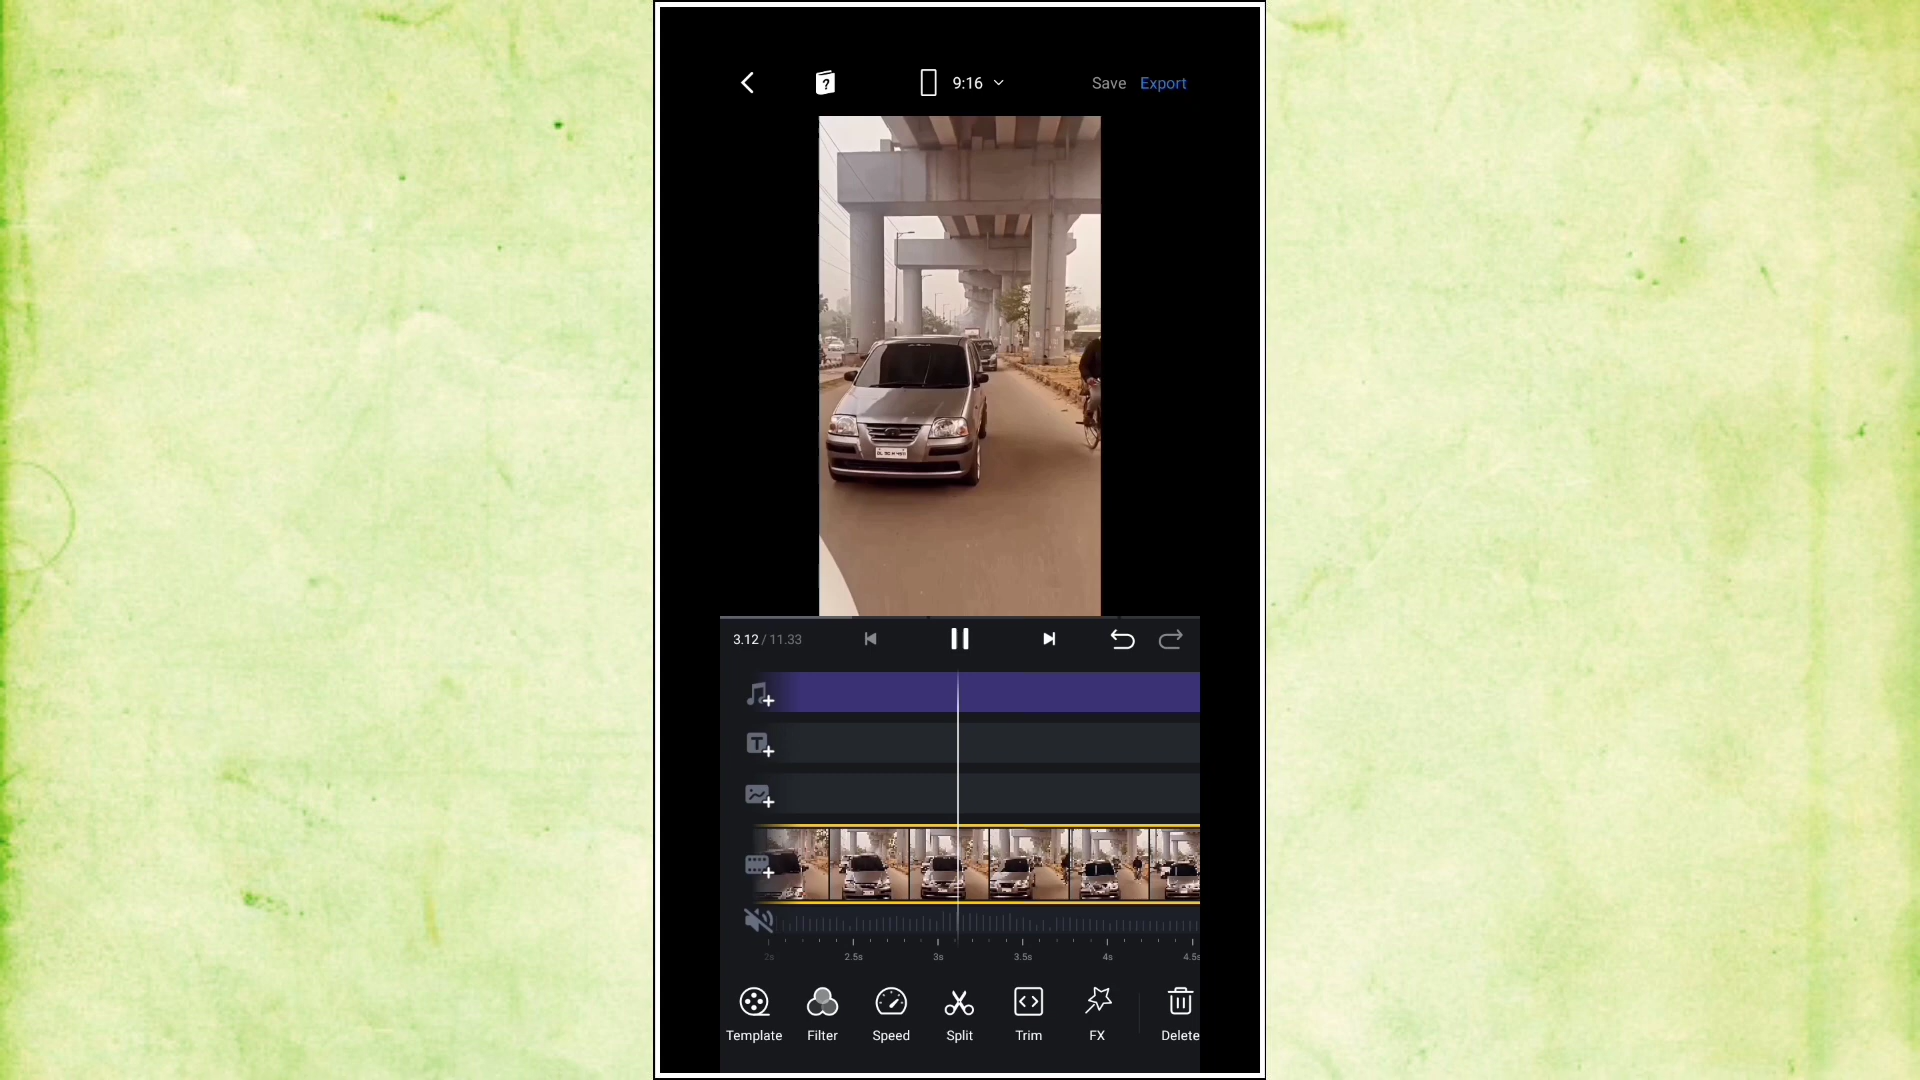 9:16
Save Export
3.12 / 11.33
2s 2.5s 3s 3.5s 4s 4.5s
Template Filter Speed Split Trim FX Delete